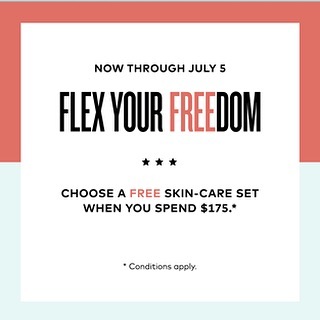 NOW THROUGH JULY 5
FLEX YOUR FREEDOM
★ ★ ★
CHOOSE A FREE SKIN-CARE SET
WHEN YOU SPEND $175.*
* Conditions apply.